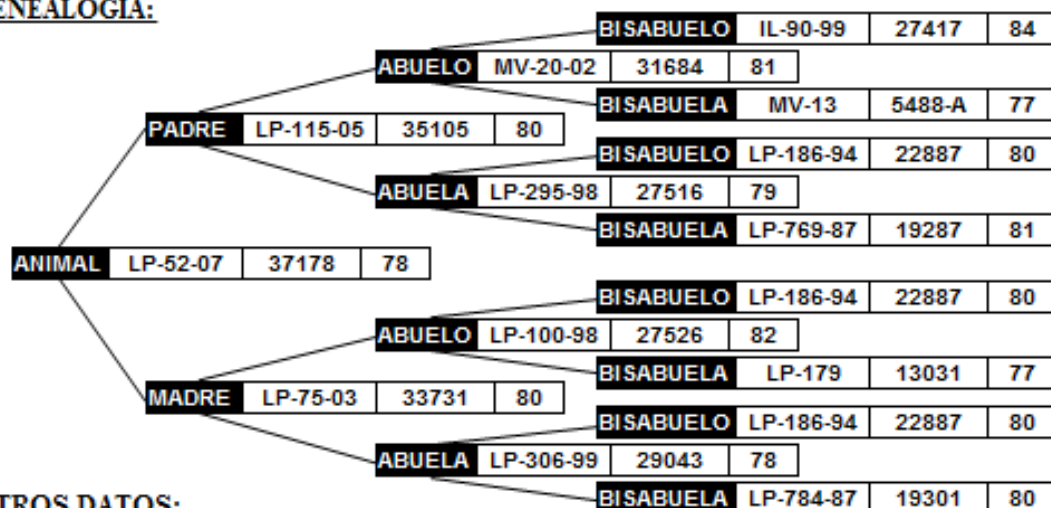 ENEALOGÍA:
BISABUELO IL-90-99 27417 84
ABUELO MV-20-02 31684 81
BISABUELA MV-13 5488-A 77
PADRE LP-115-05 35105 80
BISABUELO LP-186-94 22887 80
ABUELA LP-295-98 27516 79
BISABUELA LP-769-87 19287 81
ANIMAL LP-52-07 37178 78
BISABUELO LP-186-94 22887 80
ABUELO LP-100-98 27526 82
BISABUELA LP-179 13031 77
MADRE LP-75-03 33731 80
BISABUELO LP-186-94 22887 80
ABUELA LP-306-99 29043 78
BISABUELA LP-784-87 19301 80
TROS DATOS: